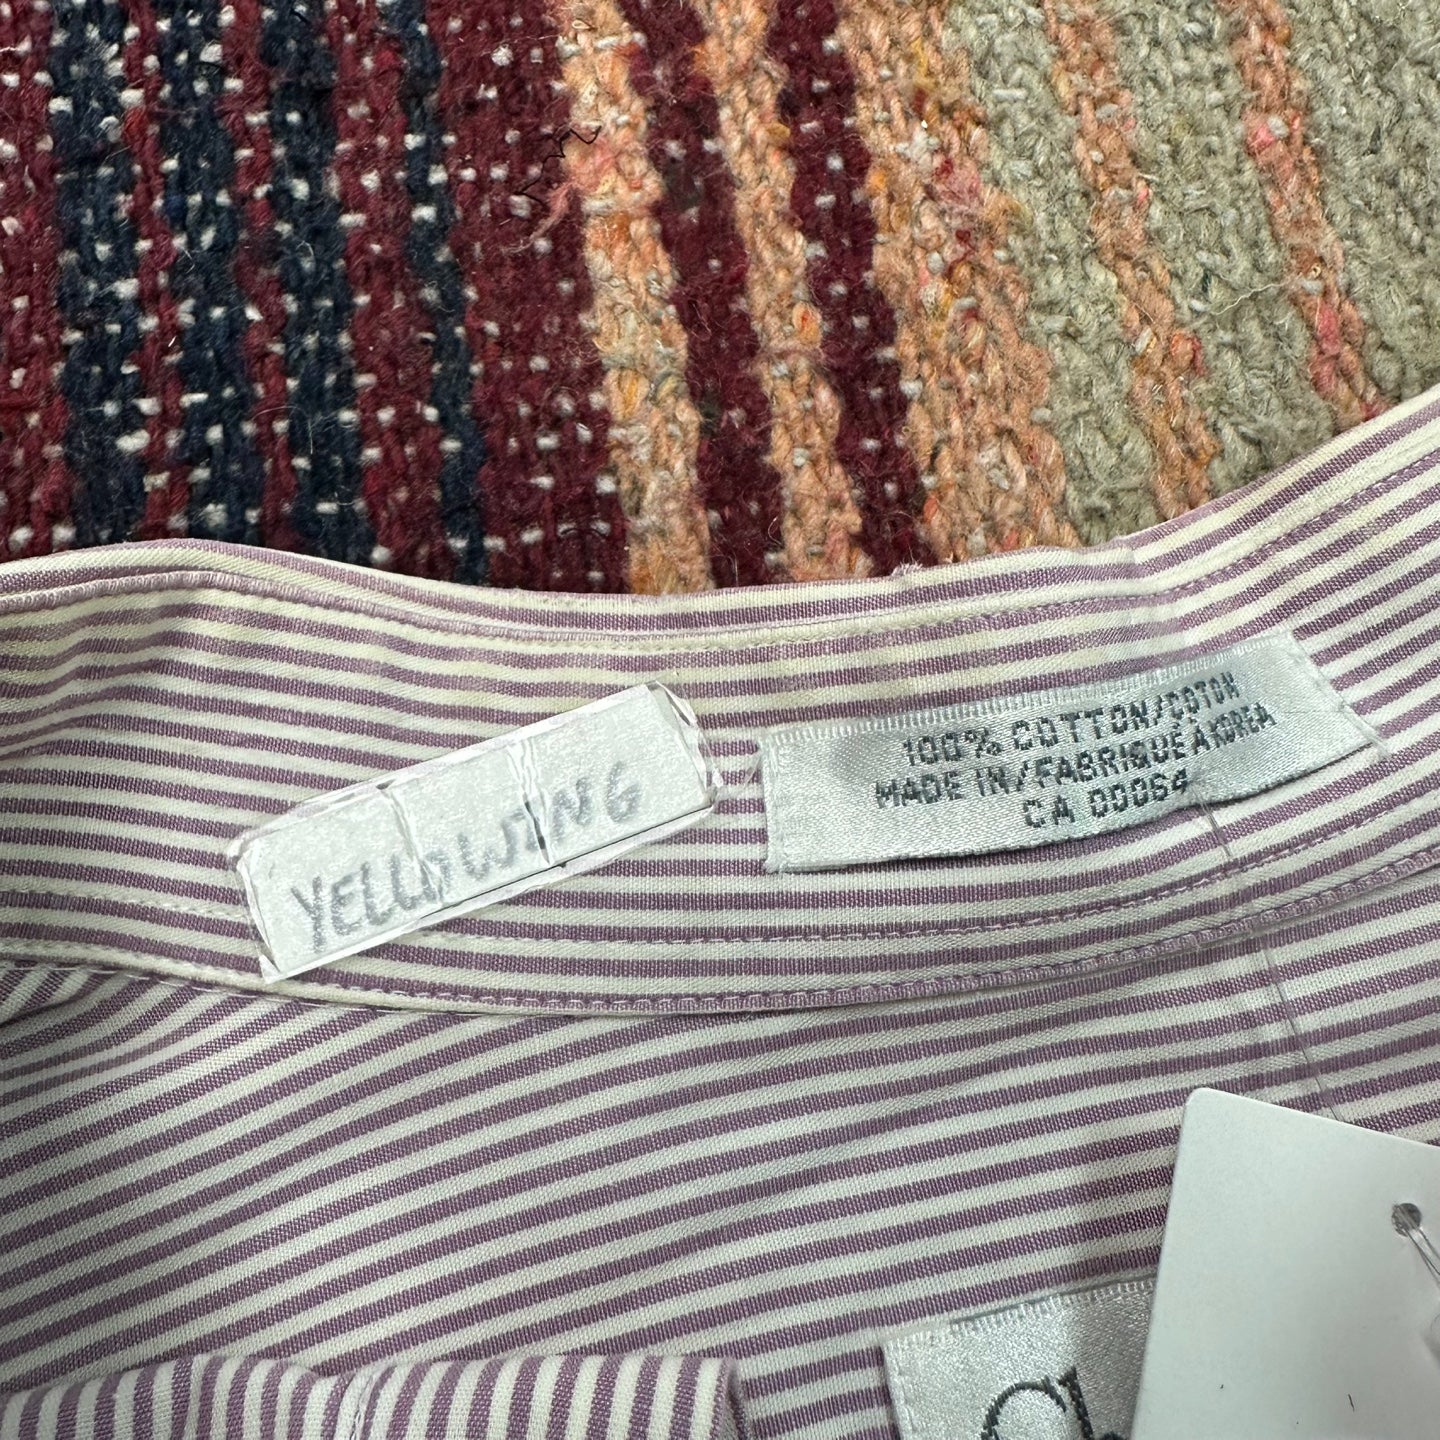 YELLOWING
100% COTTON/COTON
MADE IN/FABRIQUÉ À KOREA
CA 00064